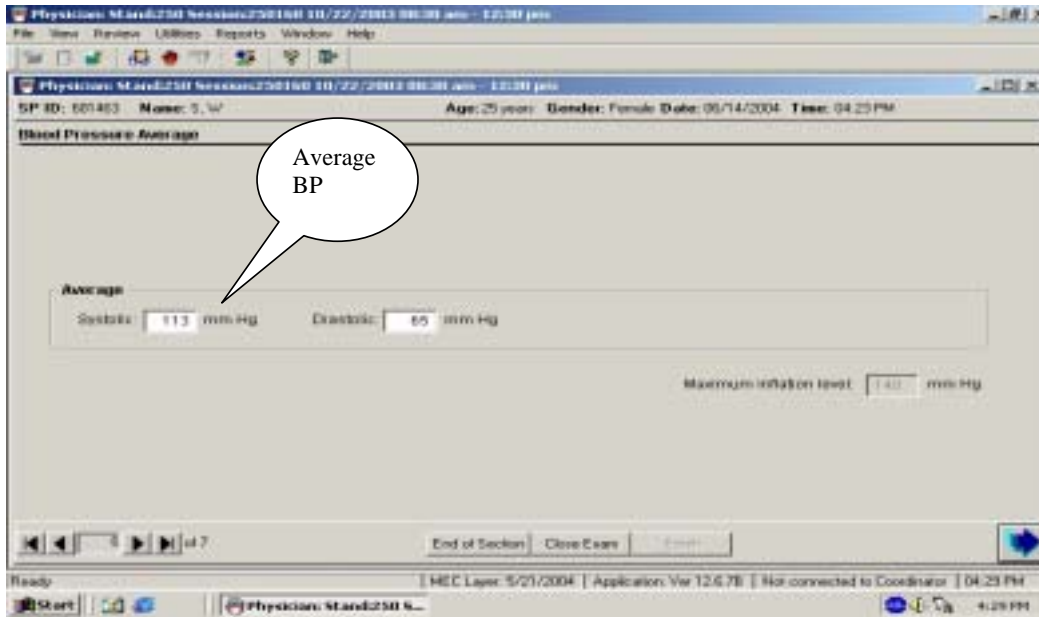 Physician: Stand:250 Session:250160 10/22/2003 08:30 am - 12:30 pm
File View Review Utilities Reports Window Help
Physician: Stand:250 Session:250160 10/22/2003 08:30 am - 12:30 pm
SP ID: Name: S, W Age: 25 years Gender: Female Date: 06/14/2004 Time: 04:23 PM
Blood Pressure Average
Average
BP
Average
Systolic: 113 mm Hg Diastolic: 65 mm Hg
Maximum inflation level: 140 mm Hg
6 of 7 End of Section Close Exam
Ready MEC Layer: 5/21/2004 Application: Ver 12.6.78 Not connected to Coordinator 04:29 PM
Start Physician: Stand:250 S... 4:29 PM